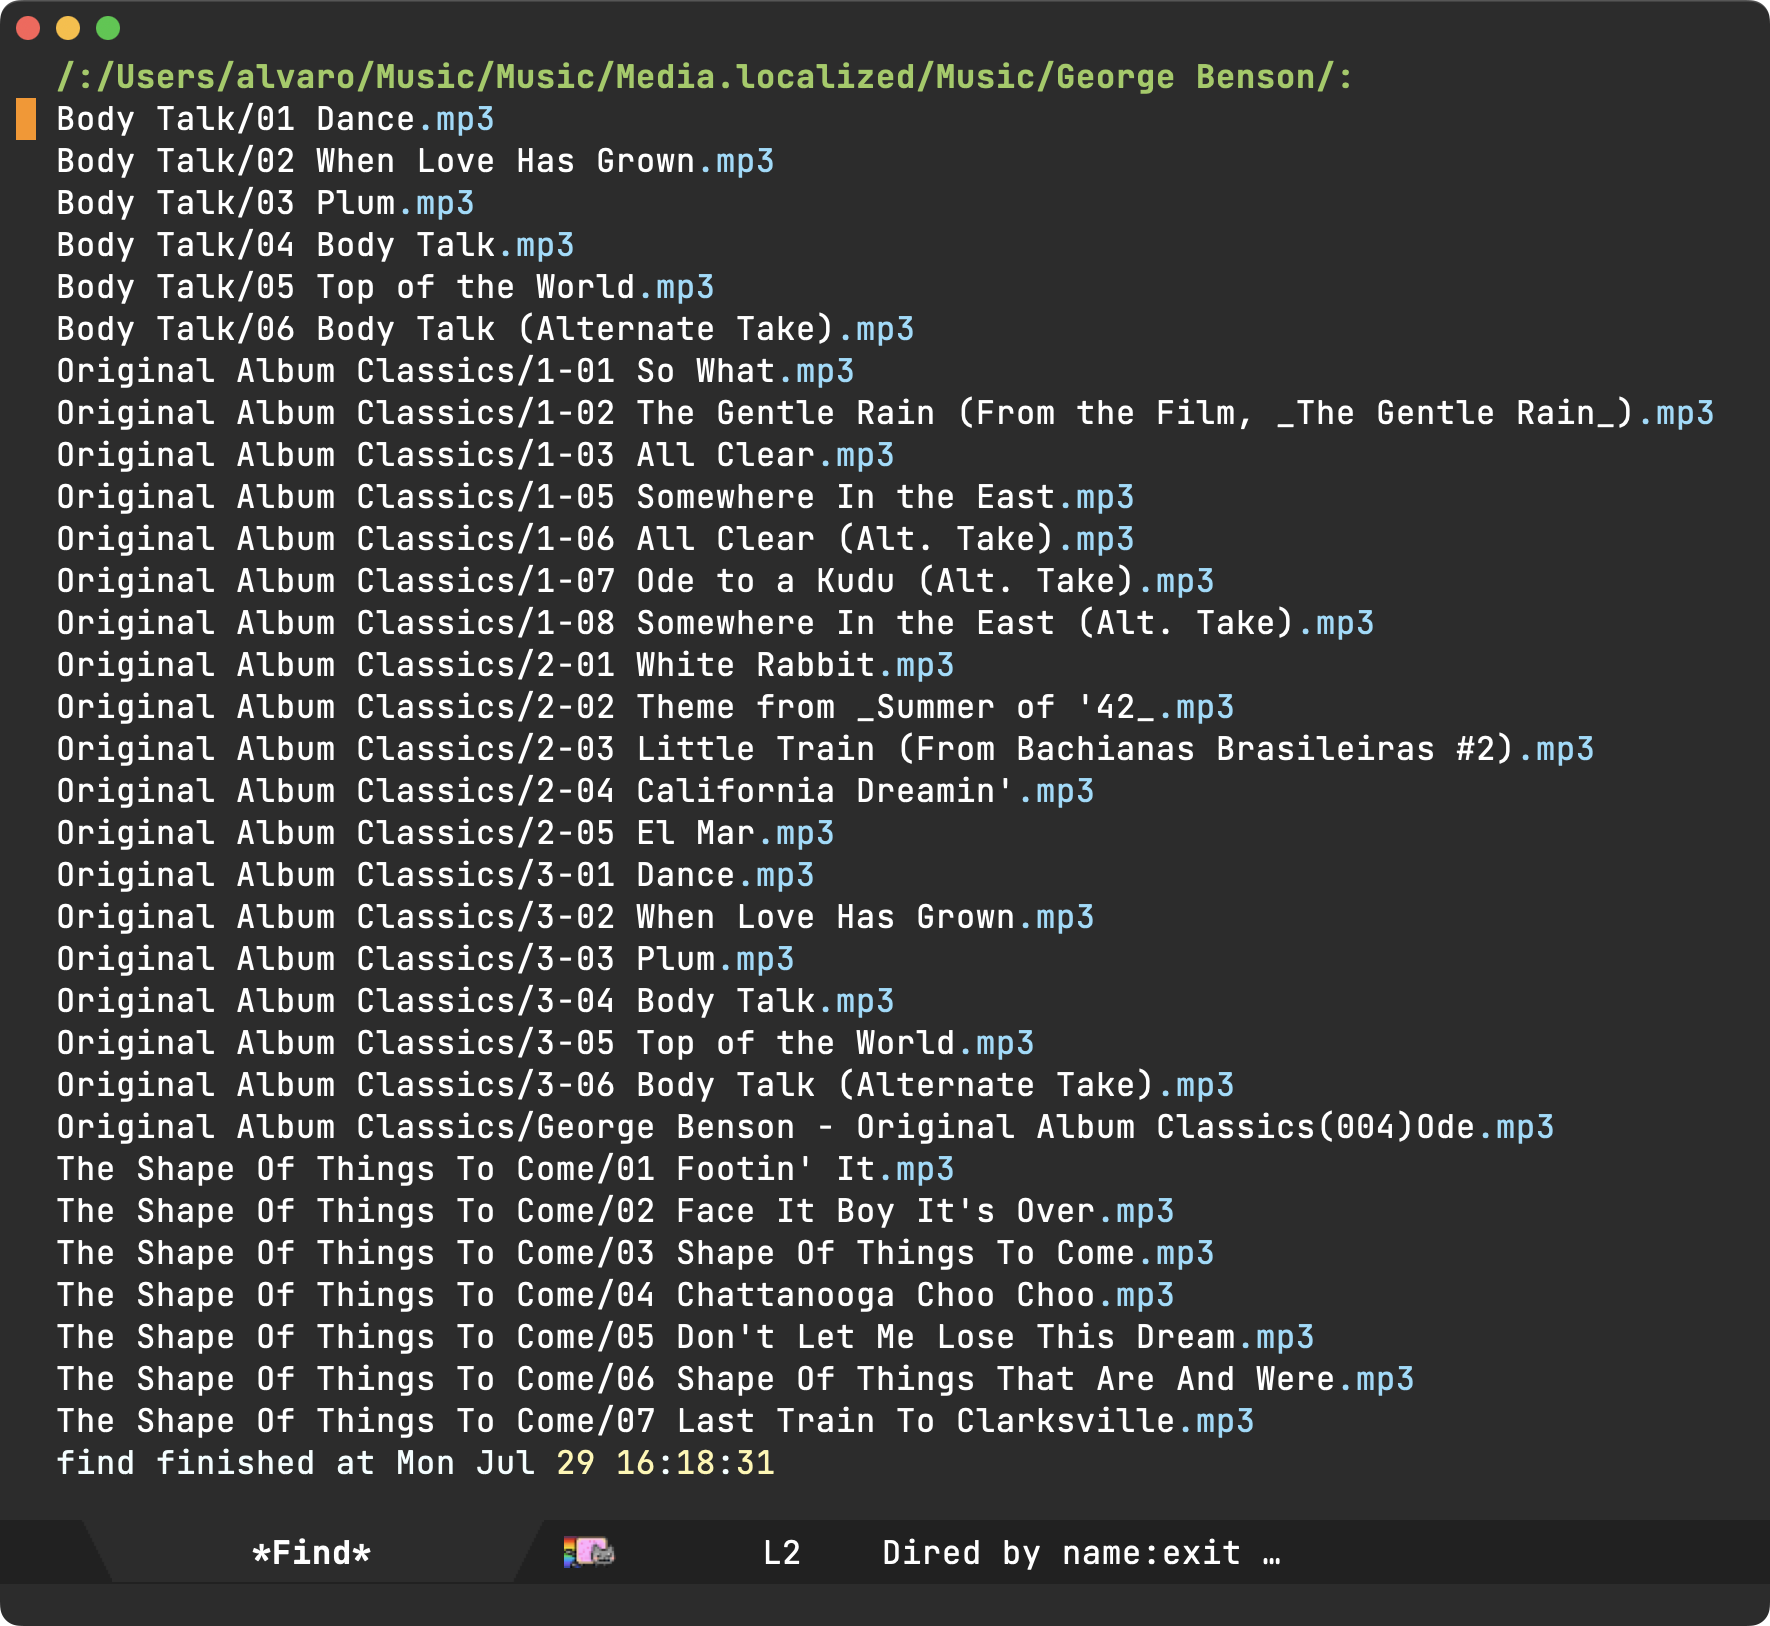 /:/Users/alvaro/Music/Music/Media.localized/Music/George Benson/:
Body Talk/01 Dance.mp3
Body Talk/02 When Love Has Grown.mp3
Body Talk/03 Plum.mp3
Body Talk/04 Body Talk.mp3
Body Talk/05 Top of the World.mp3
Body Talk/06 Body Talk (Alternate Take).mp3
Original Album Classics/1-01 So What.mp3
Original Album Classics/1-02 The Gentle Rain (From the Film, _The Gentle Rain_).mp3
Original Album Classics/1-03 All Clear.mp3
Original Album Classics/1-05 Somewhere In the East.mp3
Original Album Classics/1-06 All Clear (Alt. Take).mp3
Original Album Classics/1-07 Ode to a Kudu (Alt. Take).mp3
Original Album Classics/1-08 Somewhere In the East (Alt. Take).mp3
Original Album Classics/2-01 White Rabbit.mp3
Original Album Classics/2-02 Theme from _Summer of '42_.mp3
Original Album Classics/2-03 Little Train (From Bachianas Brasileiras #2).mp3
Original Album Classics/2-04 California Dreamin'.mp3
Original Album Classics/2-05 El Mar.mp3
Original Album Classics/3-01 Dance.mp3
Original Album Classics/3-02 When Love Has Grown.mp3
Original Album Classics/3-03 Plum.mp3
Original Album Classics/3-04 Body Talk.mp3
Original Album Classics/3-05 Top of the World.mp3
Original Album Classics/3-06 Body Talk (Alternate Take).mp3
Original Album Classics/George Benson - Original Album Classics(004)Ode.mp3
The Shape Of Things To Come/01 Footin' It.mp3
The Shape Of Things To Come/02 Face It Boy It's Over.mp3
The Shape Of Things To Come/03 Shape Of Things To Come.mp3
The Shape Of Things To Come/04 Chattanooga Choo Choo.mp3
The Shape Of Things To Come/05 Don't Let Me Lose This Dream.mp3
The Shape Of Things To Come/06 Shape Of Things That Are And Were.mp3
The Shape Of Things To Come/07 Last Train To Clarksville.mp3
find finished at Mon Jul 29 16:18:31
*Find* L2 Dired by name:exit …